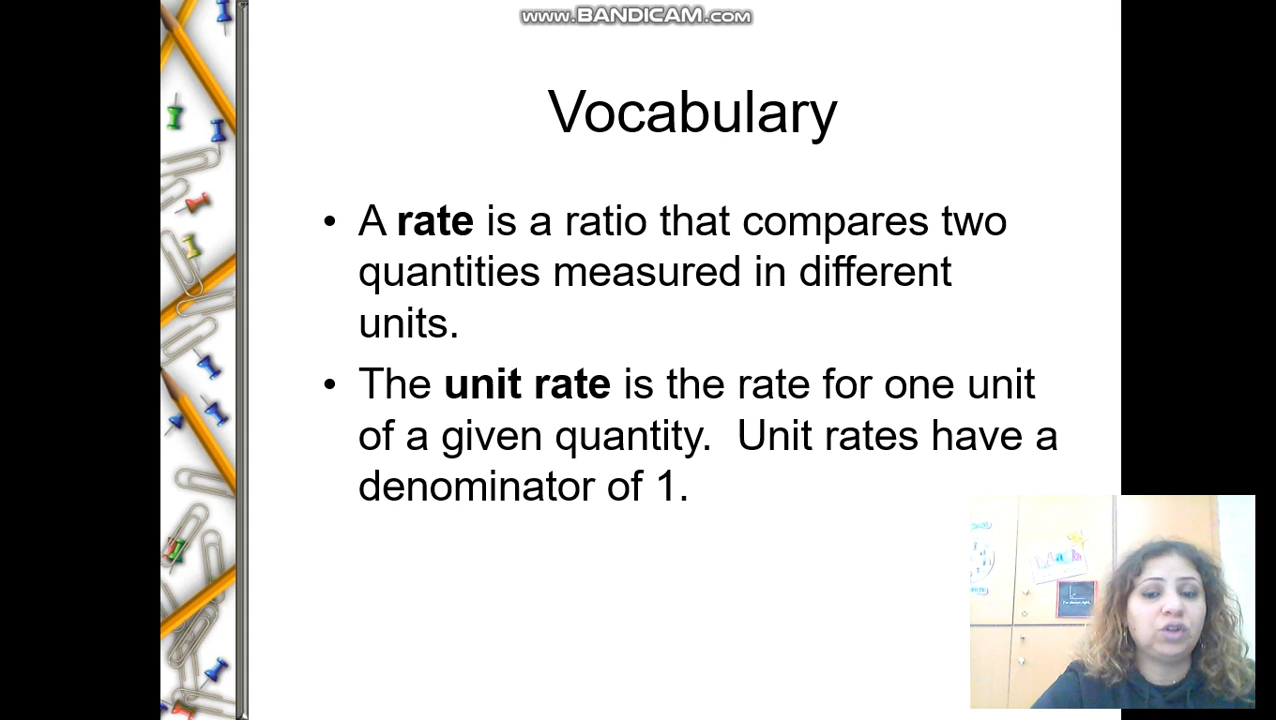 www.BANDICAM.com
Vocabulary
• A rate is a ratio that compares two
quantities measured in different
units.
• The unit rate is the rate for one unit
of a given quantity.  Unit rates have a
denominator of 1.